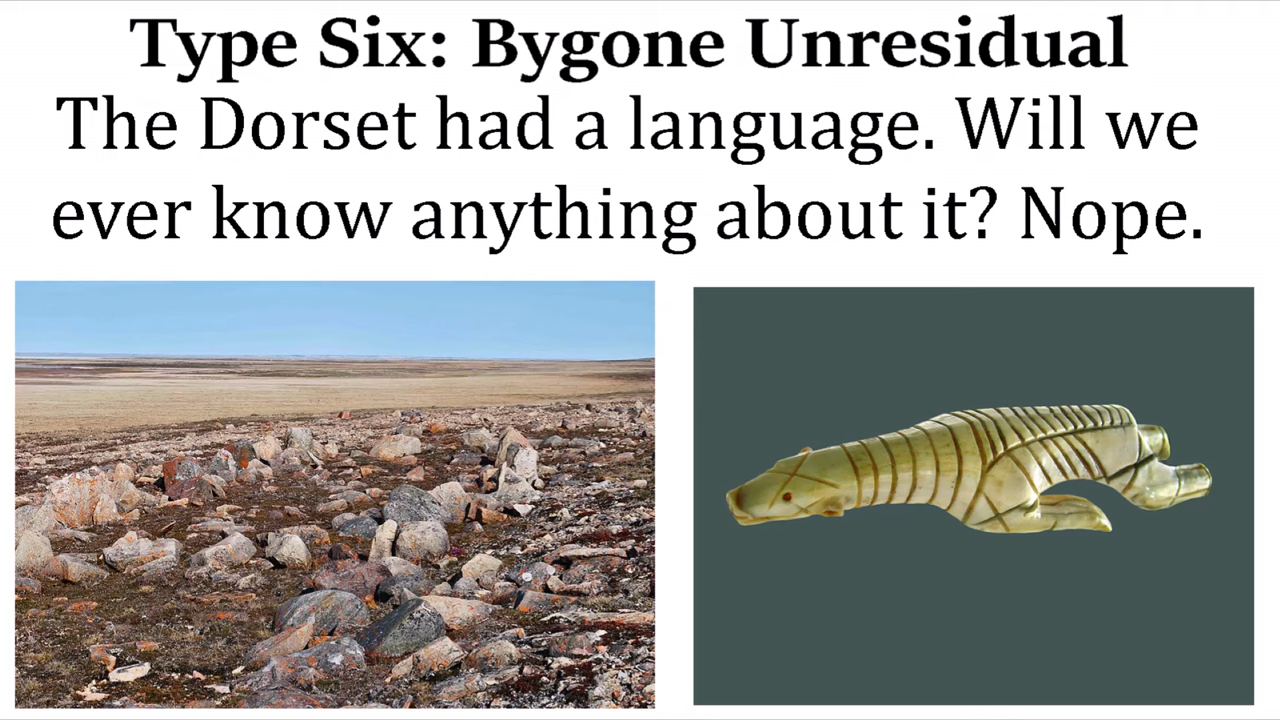 Type Six: Bygone Unresidual
The Dorset had a language. Will we
ever know anything about it? Nope.